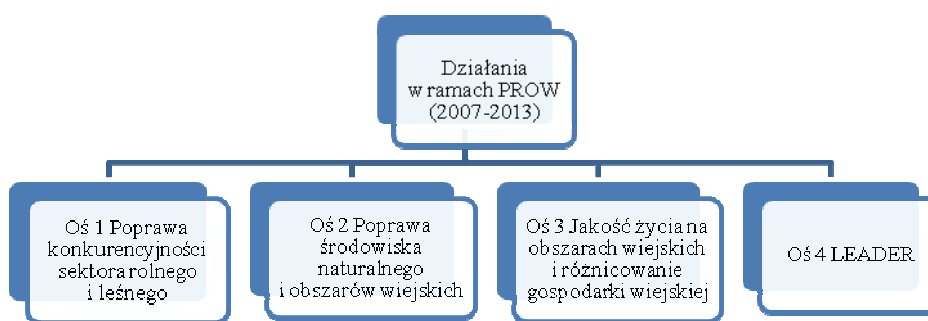 Działania
w ramach PROW
(2007-2013)
Oś 1 Poprawa
konkurencyjności
sektora rolnego
i leśnego
Oś 2 Poprawa
środowiska
naturalnego
i obszarów wiejskich
Oś 3 Jakość życia na
obszarach wiejskich
i różnicowanie
gospodarki wiejskiej
Oś 4 LEADER